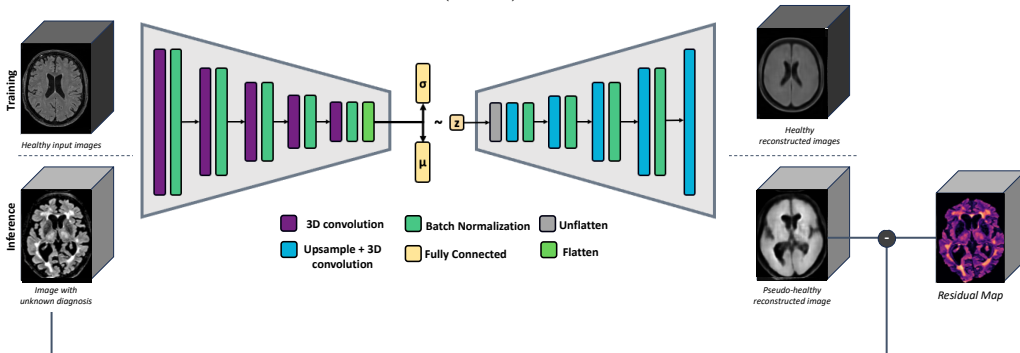 Training
Healthy input images
σ
~
z
μ
Healthy
reconstructed images
Inference
Image with
unknown diagnosis
3D convolution
Batch Normalization
Unflatten
Upsample + 3D
convolution
Fully Connected
Flatten
Pseudo-healthy
reconstructed image
-
Residual Map